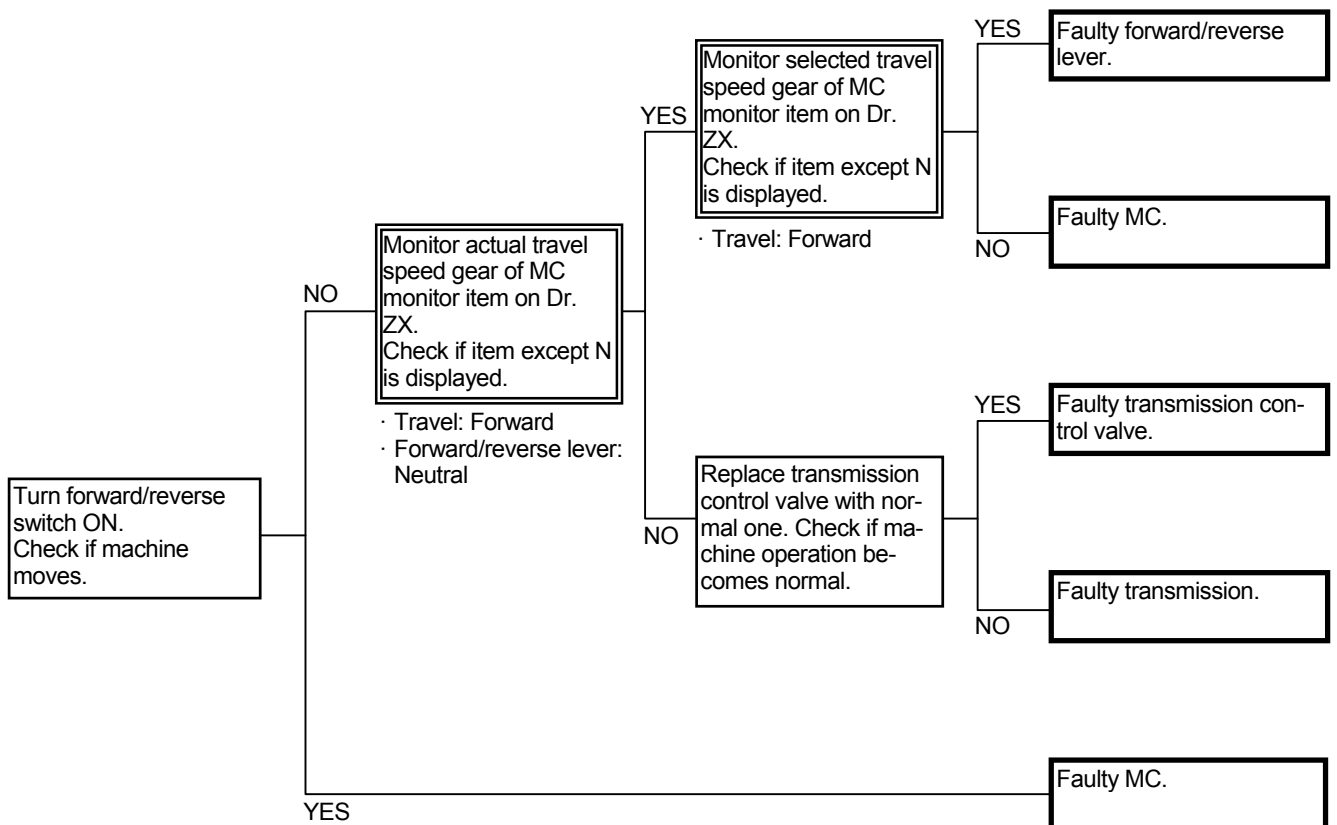 Turn forward/reverse
switch ON.
Check if machine
moves.
NO
Monitor actual travel
speed gear of MC
monitor item on Dr.
ZX.
Check if item except N
is displayed.
· Travel: Forward
· Forward/reverse lever:
Neutral
YES
Monitor selected travel
speed gear of MC
monitor item on Dr.
ZX.
Check if item except N
is displayed.
· Travel: Forward
YES
Faulty forward/reverse
lever.
NO
Faulty MC.
NO
Replace transmission
control valve with nor-
mal one. Check if ma-
chine operation be-
comes normal.
YES
Faulty transmission con-
trol valve.
NO
Faulty transmission.
YES
Faulty MC.